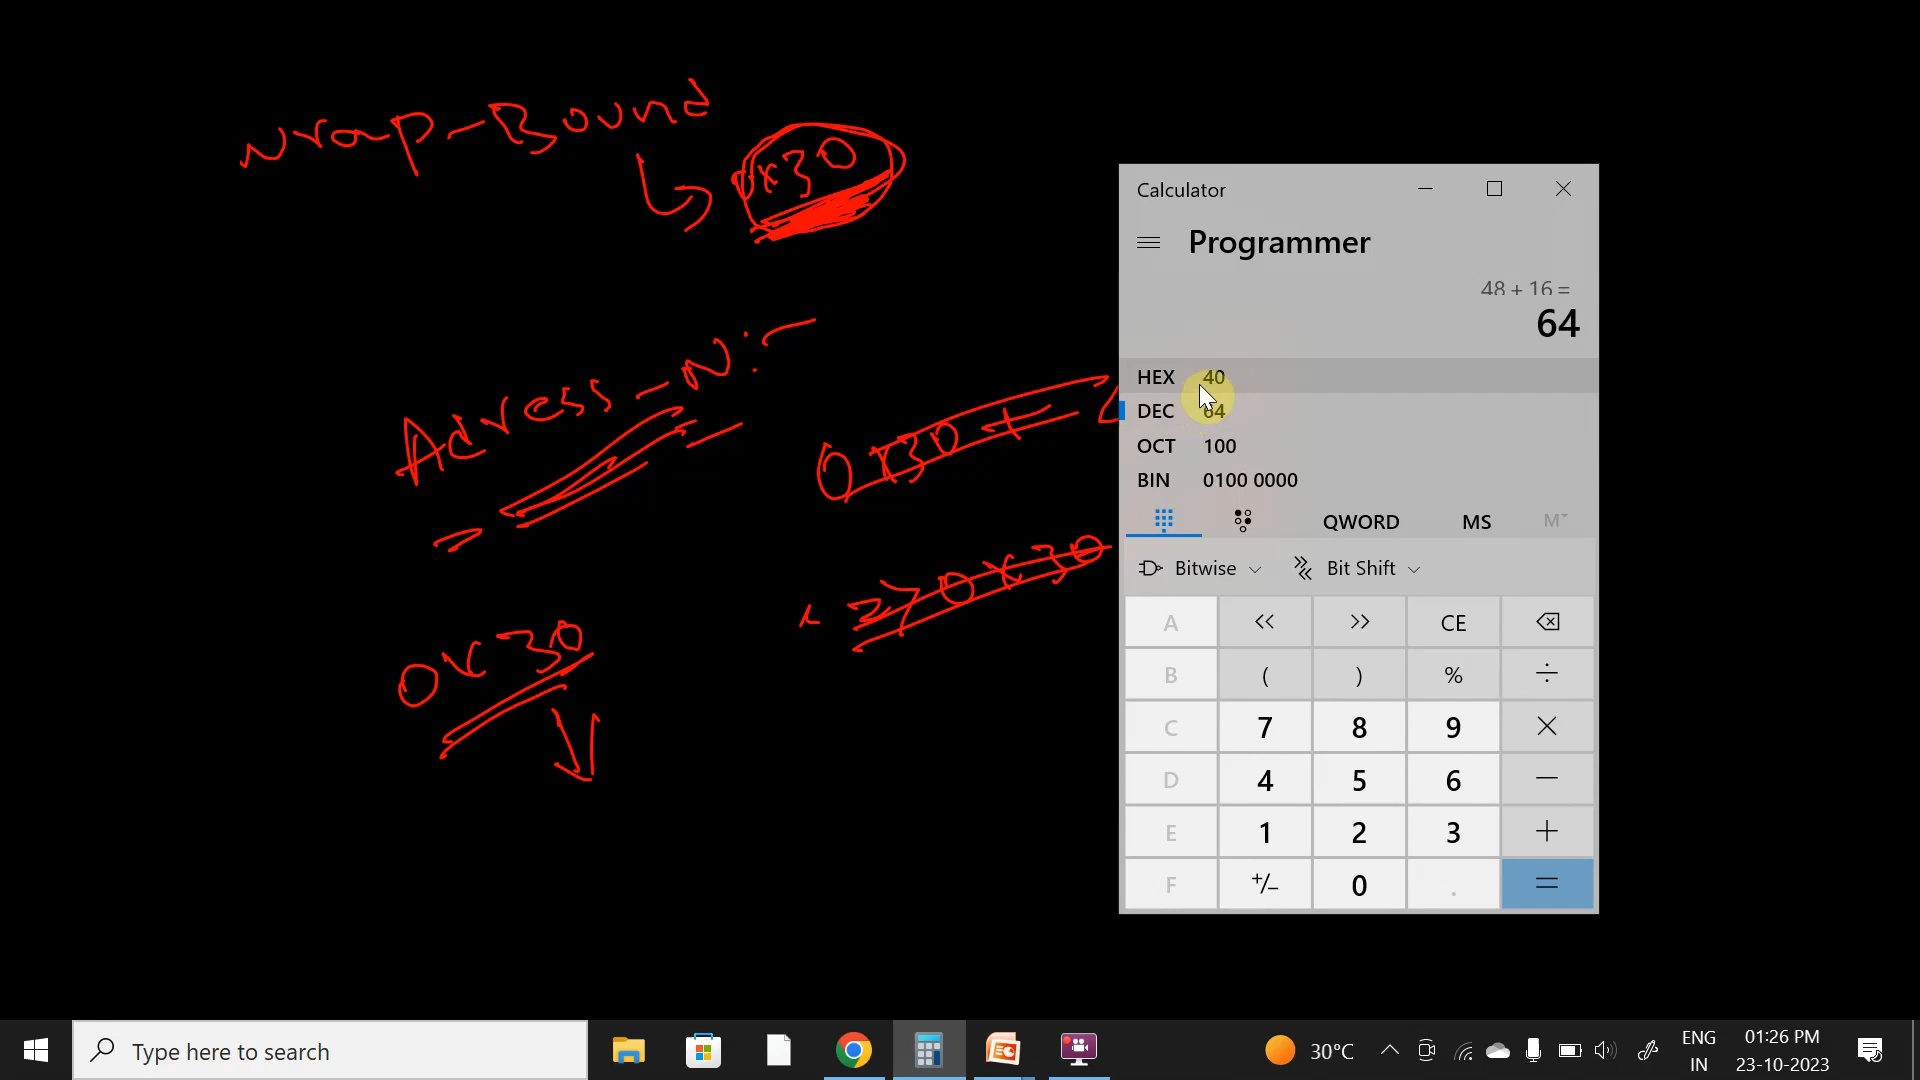 Wrap-Bound
0x30
Adress-N:-
0x30+
=> 0x30
0x30
Calculator
Programmer
48 + 16 =
64
HEX 40
DEC 64
OCT 100
BIN 0100 0000
QWORD MS M
Bitwise Bit Shift
A << >> CE
B ( ) % ÷
C 7 8 9 ×
D 4 5 6 −
E 1 2 3 +
F +/− 0 . =
Type here to search
30°C
ENG
IN
01:26 PM
23-10-2023